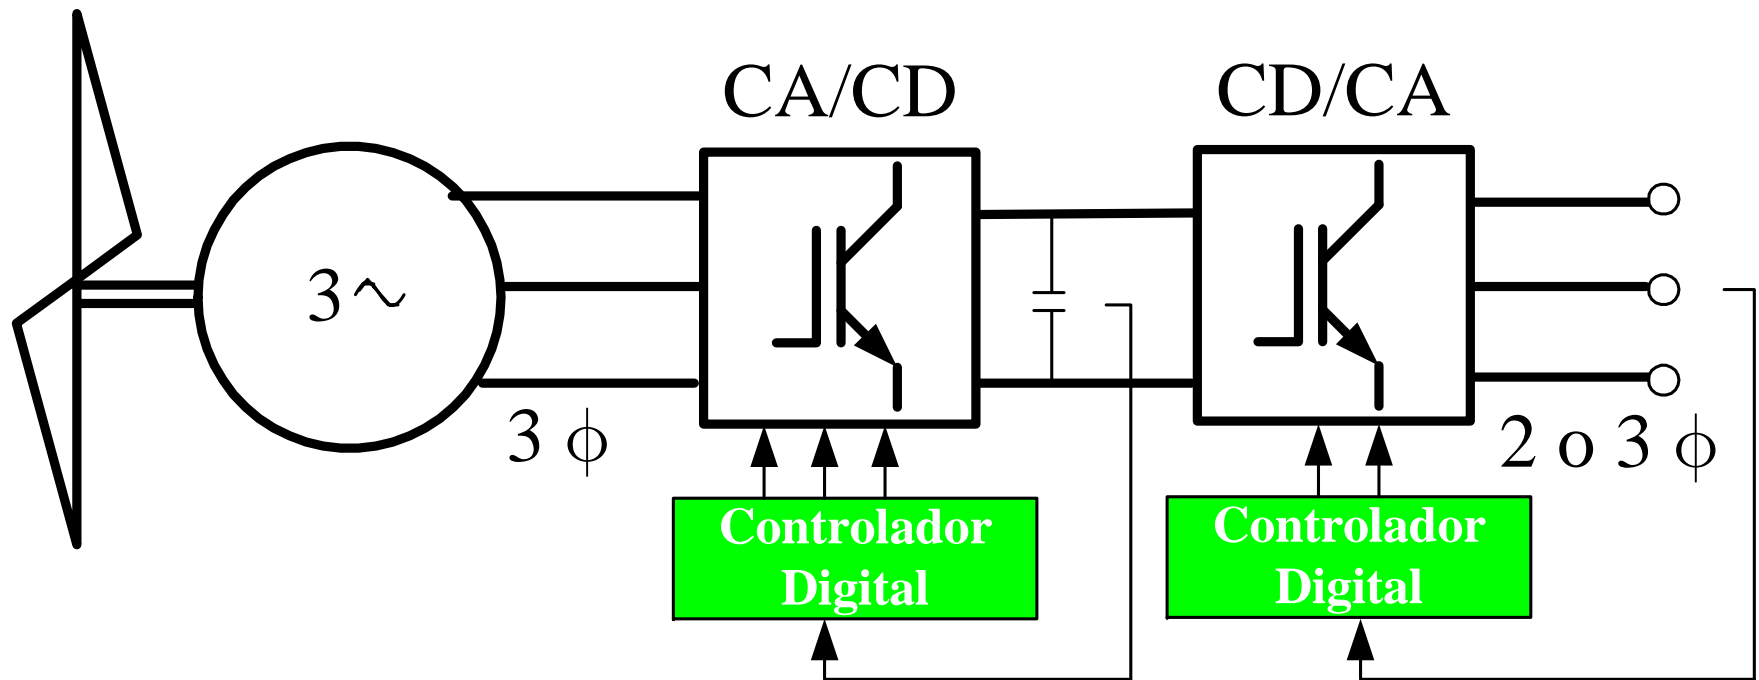 CA/CD
CD/CA
3~
3 ϕ
2 o 3 ϕ
Controlador
Digital
Controlador
Digital